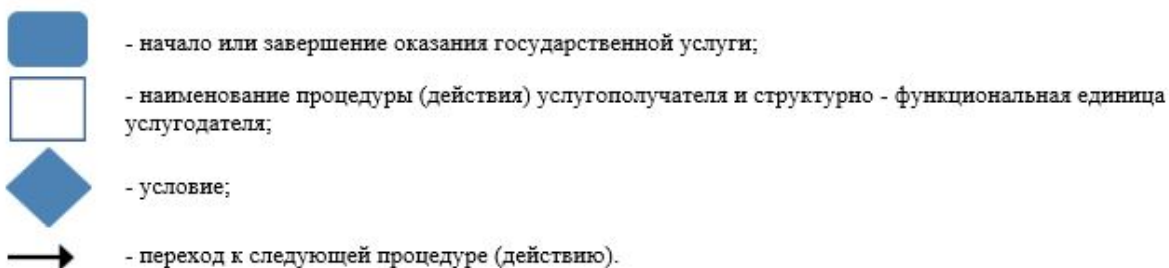 - начало или завершение оказания государственной услуги;
- наименование процедуры (действия) услугополучателя и структурно - функциональная единица
услугодателя;
- условие;
- переход к следующей процедуре (действию).